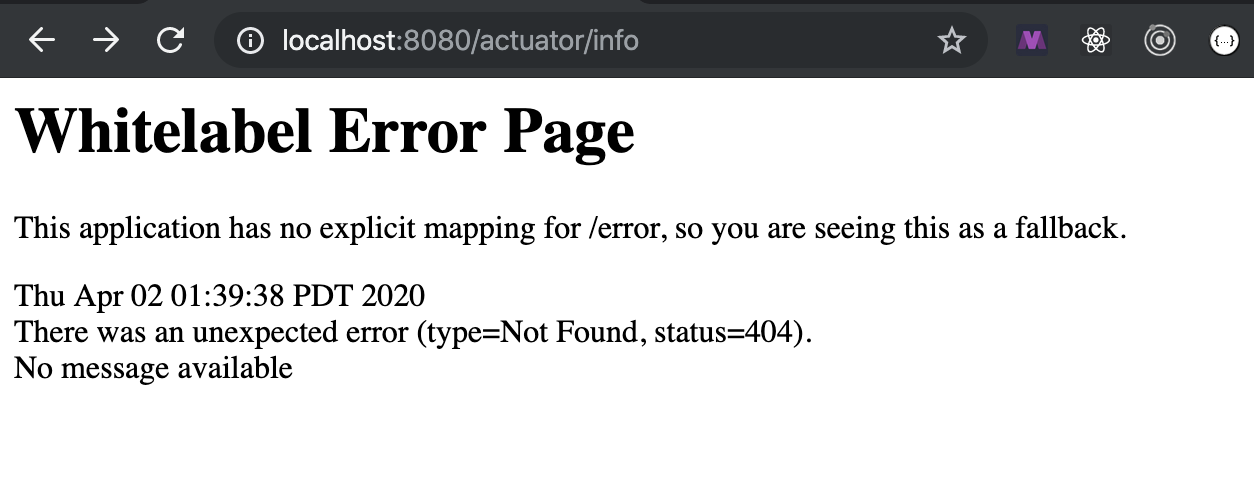 localhost:8080/actuator/info
{...}
Whitelabel Error Page
This application has no explicit mapping for /error, so you are seeing this as a fallback.
Thu Apr 02 01:39:38 PDT 2020
There was an unexpected error (type=Not Found, status=404).
No message available